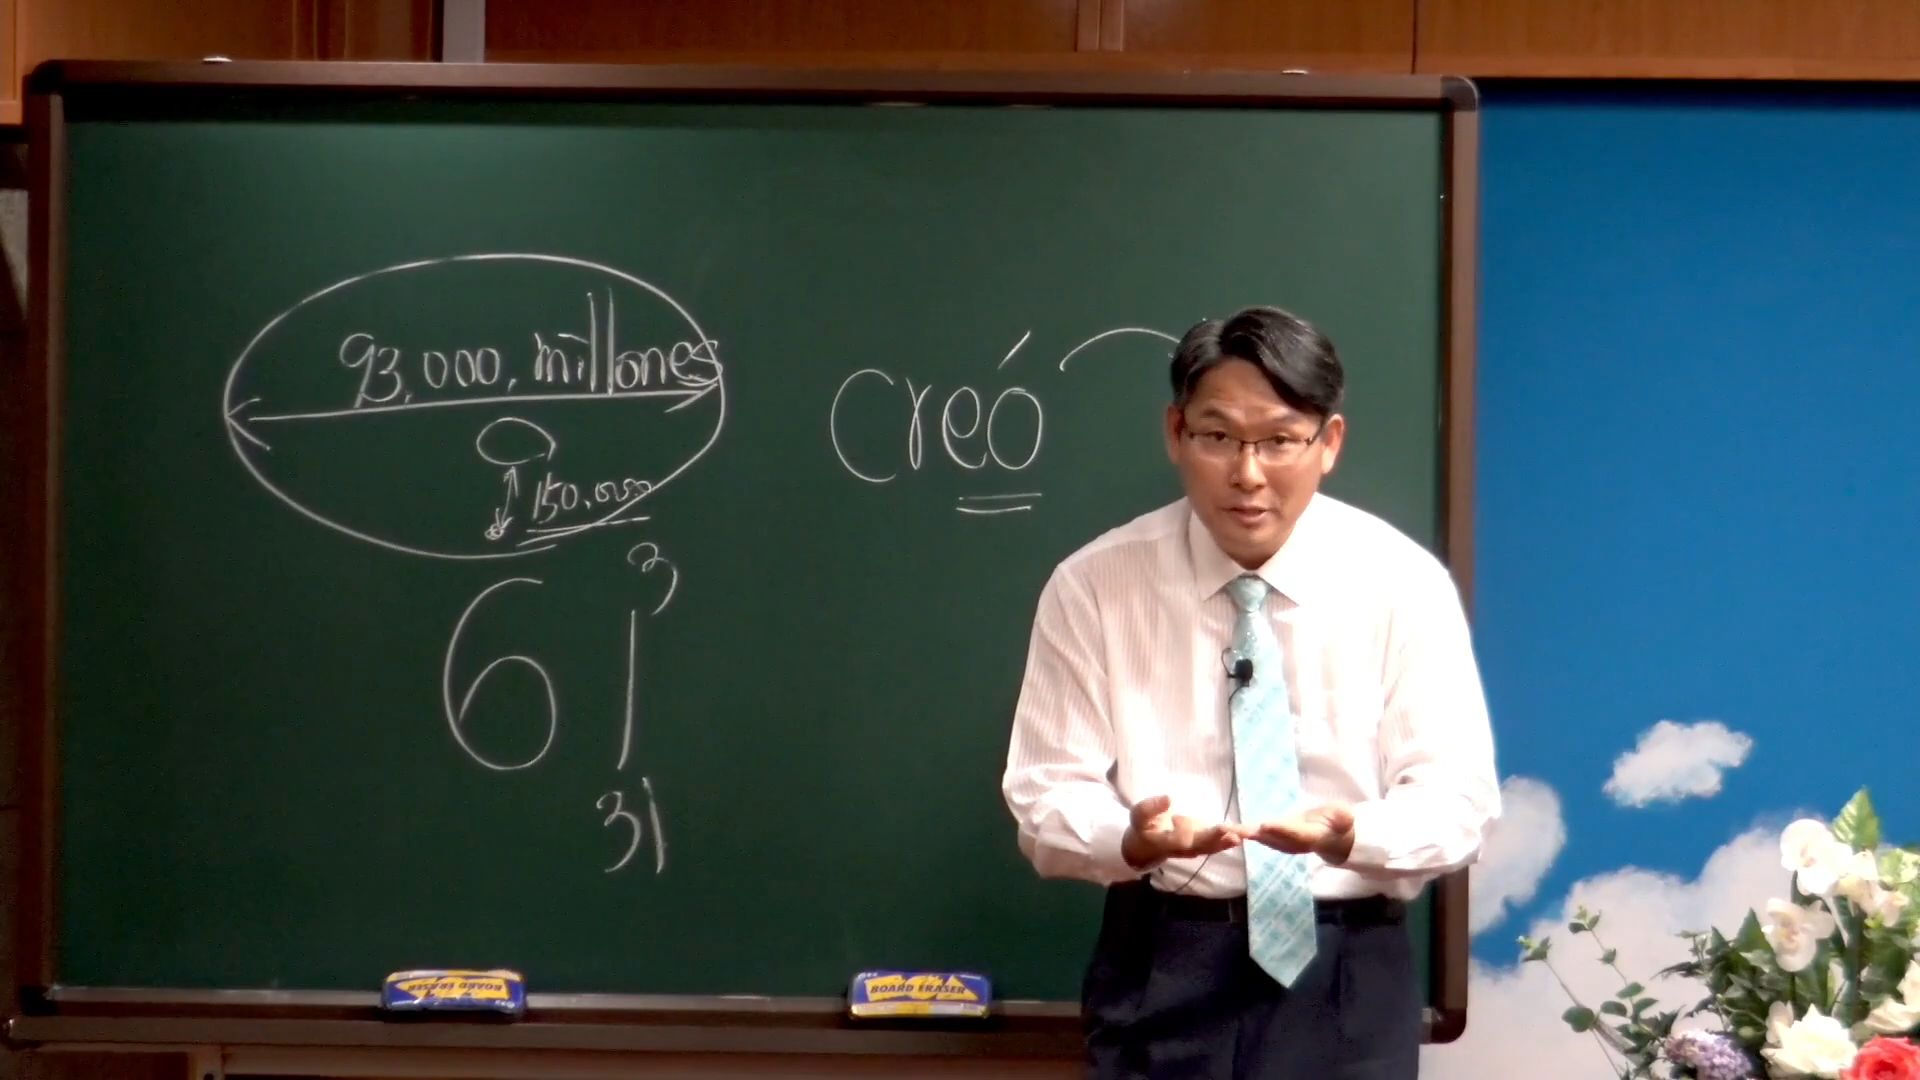 93,000, millones
150,000
creó
3
6 1
31
BOARD ERASER
BOARD ERASER